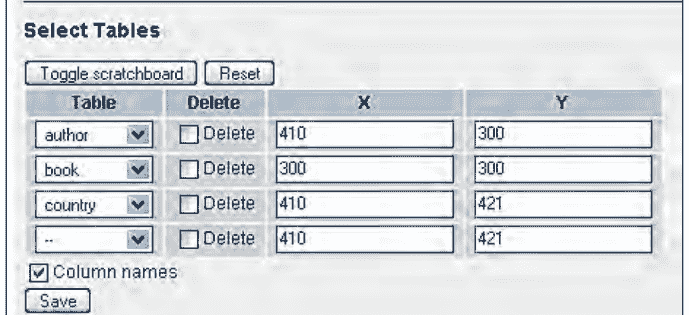 Select Tables
Toggle scratchboard Reset
Table Delete X Y
author Delete 410 300
book Delete 300 300
country Delete 410 421
-- Delete 410 421
Column names
Save